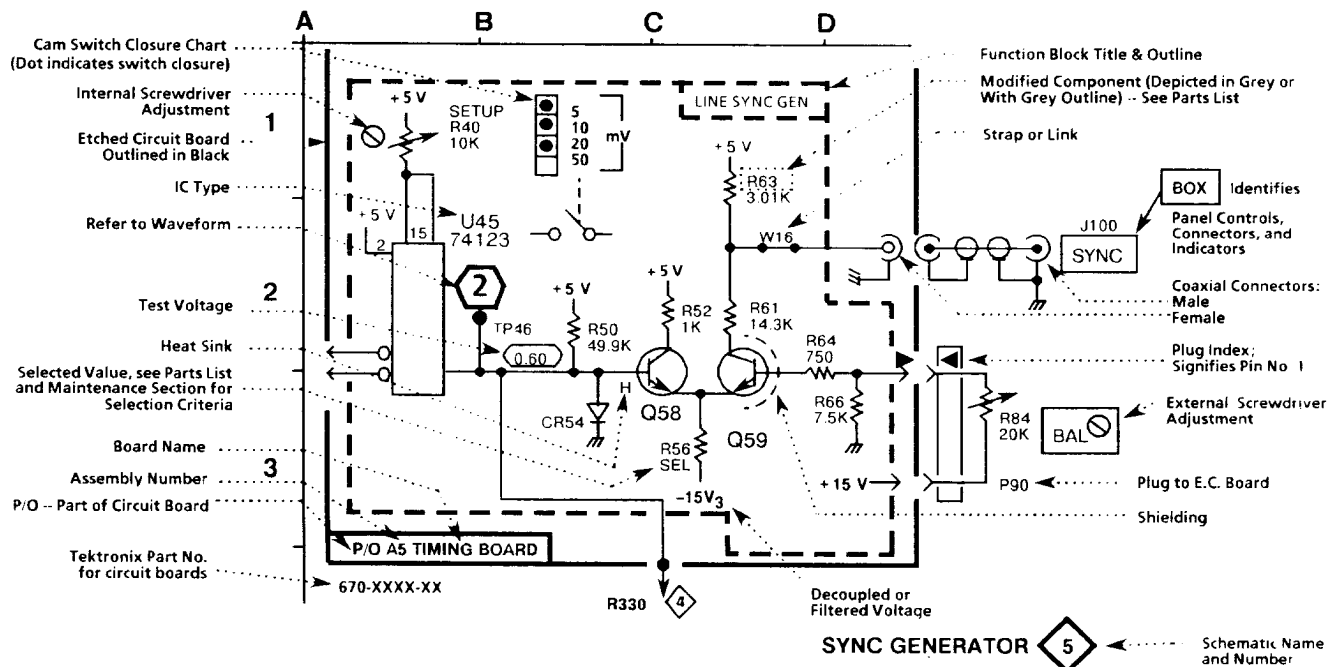 A B C D
Cam Switch Closure Chart
(Dot indicates switch closure)
Internal Screwdriver
Adjustment
Etched Circuit Board
Outlined in Black
IC Type
Refer to Waveform
Test Voltage
Heat Sink
Selected Value, see Parts List
and Maintenance Section for
Selection Criteria
Board Name
Assembly Number
P/O -- Part of Circuit Board
Tektronix Part No.
for circuit boards
1
2
3
+5 V
SETUP
R40
10K
5
10
20
50
mV
LINE SYNC GEN
+5 V
R63
3.01K
+5 V
2
15
U45
74123
W16
2
TP46
0.60
+5 V
R50
49.9K
+5 V
R52
1K
R61
14.3K
R64
750
H
CR54
Q58
Q59
R56
SEL
R66
7.5K
-15V3
+15 V
P/O A5 TIMING BOARD
670-XXXX-XX
R330
4
Function Block Title & Outline
Modified Component (Depicted in Grey or
With Grey Outline) -- See Parts List
Strap or Link
BOX Identifies
Panel Controls,
Connectors, and
Indicators
J100
SYNC
Coaxial Connectors:
Male
Female
Plug Index;
Signifies Pin No 1
R84
20K
BAL
External Screwdriver
Adjustment
P90
Plug to E.C. Board
Shielding
Decoupled or
Filtered Voltage
SYNC GENERATOR 5
Schematic Name
and Number